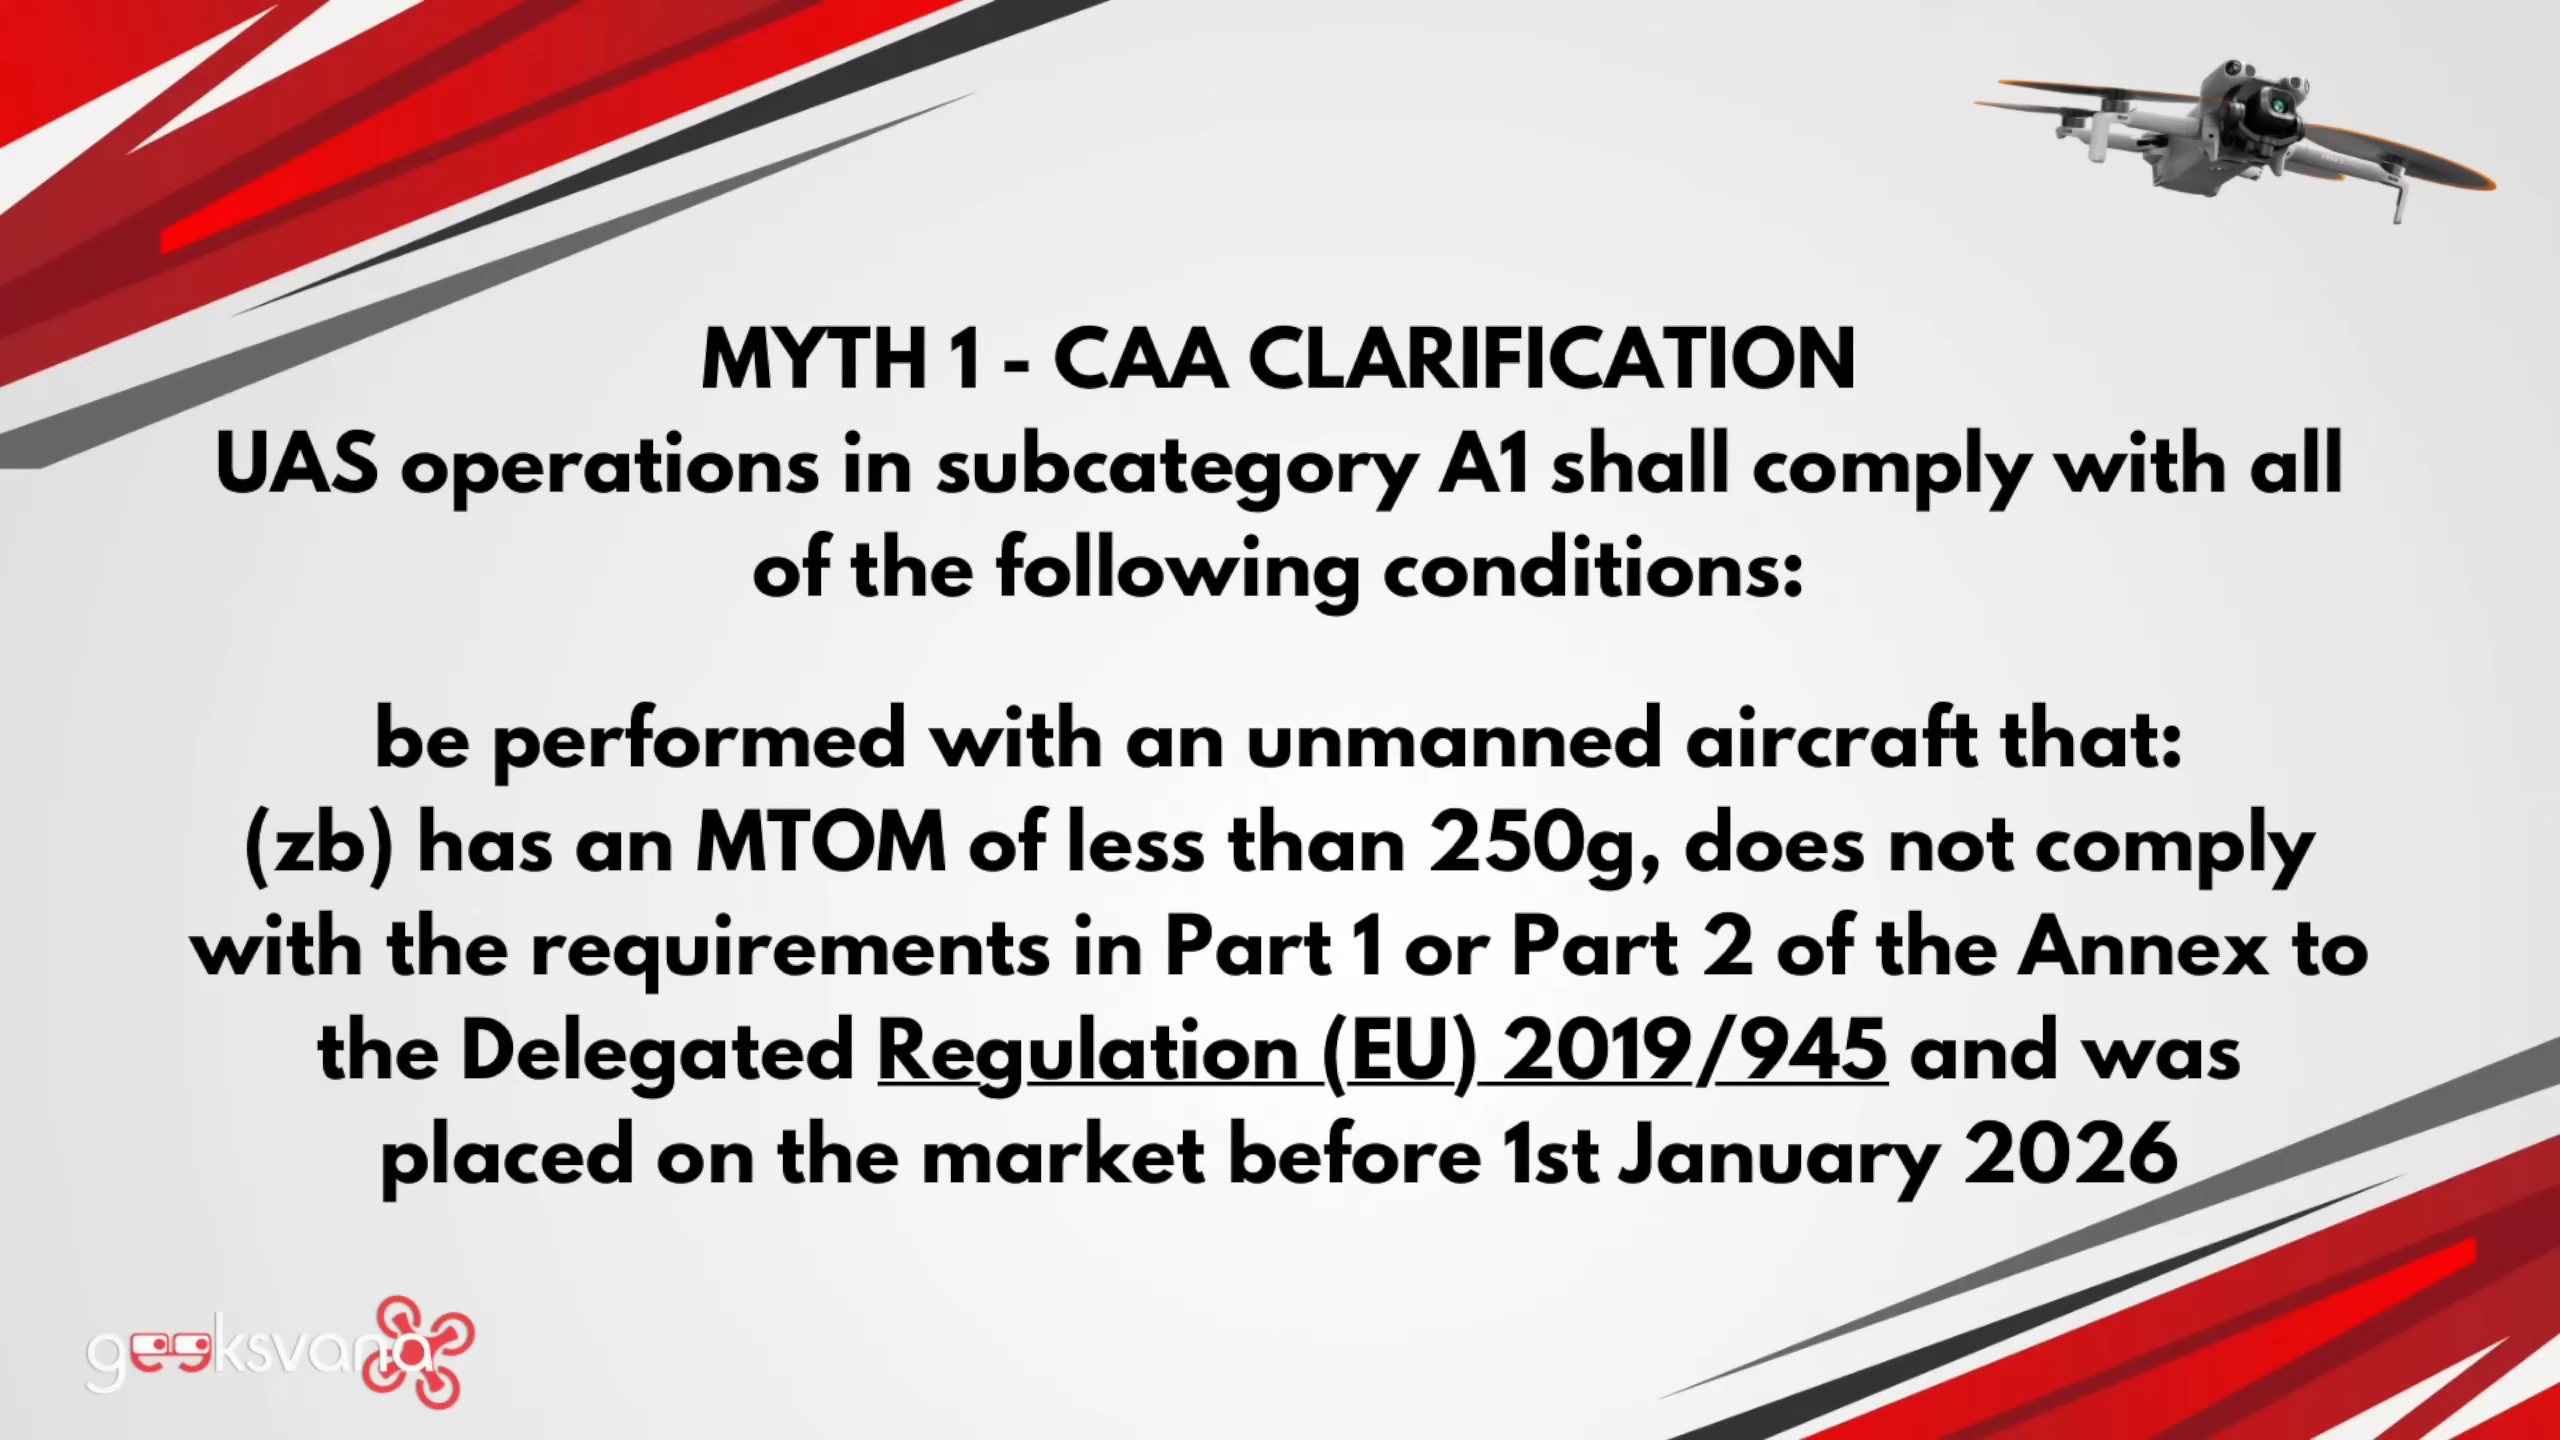 MYTH 1 - CAA CLARIFICATION
UAS operations in subcategory A1 shall comply with all
of the following conditions:
be performed with an unmanned aircraft that:
(zb) has an MTOM of less than 250g, does not comply
with the requirements in Part 1 or Part 2 of the Annex to
the Delegated Regulation (EU) 2019/945 and was
placed on the market before 1st January 2026
geeksvana